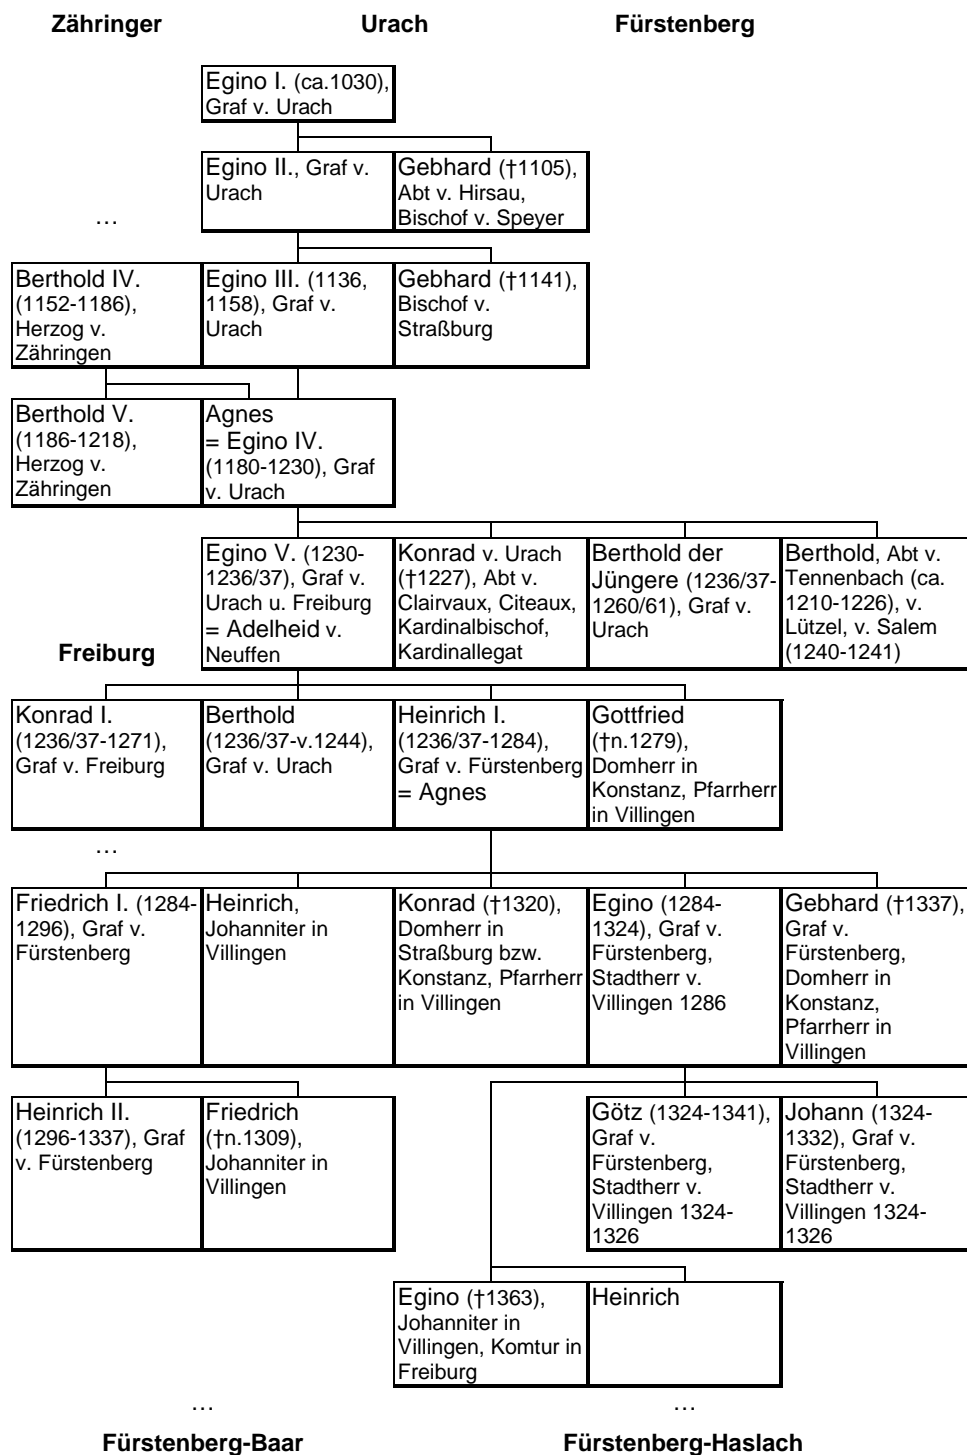 Zähringer Urach Fürstenberg
Egino I. (ca.1030),
Graf v. Urach
Egino II., Graf v.
Urach
Gebhard (†1105),
Abt v. Hirsau,
Bischof v. Speyer
…
Berthold IV.
(1152-1186),
Herzog v.
Zähringen
Egino III. (1136,
1158), Graf v.
Urach
Gebhard (†1141),
Bischof v.
Straßburg
Berthold V.
(1186-1218),
Herzog v.
Zähringen
Agnes
= Egino IV.
(1180-1230), Graf
v. Urach
Egino V. (1230-
1236/37), Graf v.
Urach u. Freiburg
= Adelheid v.
Neuffen
Konrad v. Urach
(†1227), Abt v.
Clairvaux, Citeaux,
Kardinalbischof,
Kardinallegat
Berthold der
Jüngere (1236/37-
1260/61), Graf v.
Urach
Berthold, Abt v.
Tennenbach (ca.
1210-1226), v.
Lützel, v. Salem
(1240-1241)
Freiburg
Konrad I.
(1236/37-1271),
Graf v. Freiburg
Berthold
(1236/37-v.1244),
Graf v. Urach
Heinrich I.
(1236/37-1284),
Graf v. Fürstenberg
= Agnes
Gottfried
(†n.1279),
Domherr in
Konstanz, Pfarrherr
in Villingen
…
Friedrich I. (1284-
1296), Graf v.
Fürstenberg
Heinrich,
Johanniter in
Villingen
Konrad (†1320),
Domherr in
Straßburg bzw.
Konstanz, Pfarrherr
in Villingen
Egino (1284-
1324), Graf v.
Fürstenberg,
Stadtherr v.
Villingen 1286
Gebhard (†1337),
Graf v.
Fürstenberg,
Domherr in
Konstanz,
Pfarrherr in
Villingen
Heinrich II.
(1296-1337), Graf
v. Fürstenberg
Friedrich
(†n.1309),
Johanniter in
Villingen
Götz (1324-1341),
Graf v.
Fürstenberg,
Stadtherr v.
Villingen 1324-
1326
Johann (1324-
1332), Graf v.
Fürstenberg,
Stadtherr v.
Villingen 1324-
1326
Egino (†1363),
Johanniter in
Villingen, Komtur in
Freiburg
Heinrich
… …
Fürstenberg-Baar Fürstenberg-Haslach